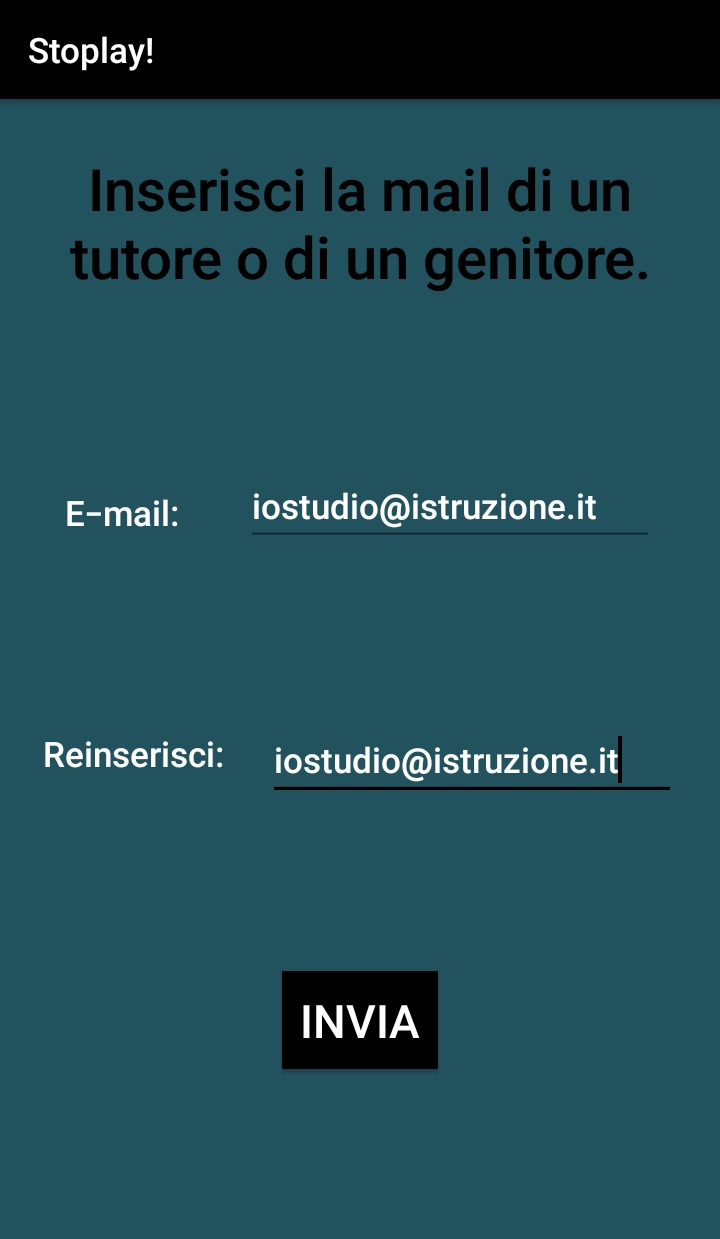 Stoplay!
Inserisci la mail di un
tutore o di un genitore.
E-mail:
iostudio@istruzione.it
Reinserisci:
iostudio@istruzione.it
INVIA